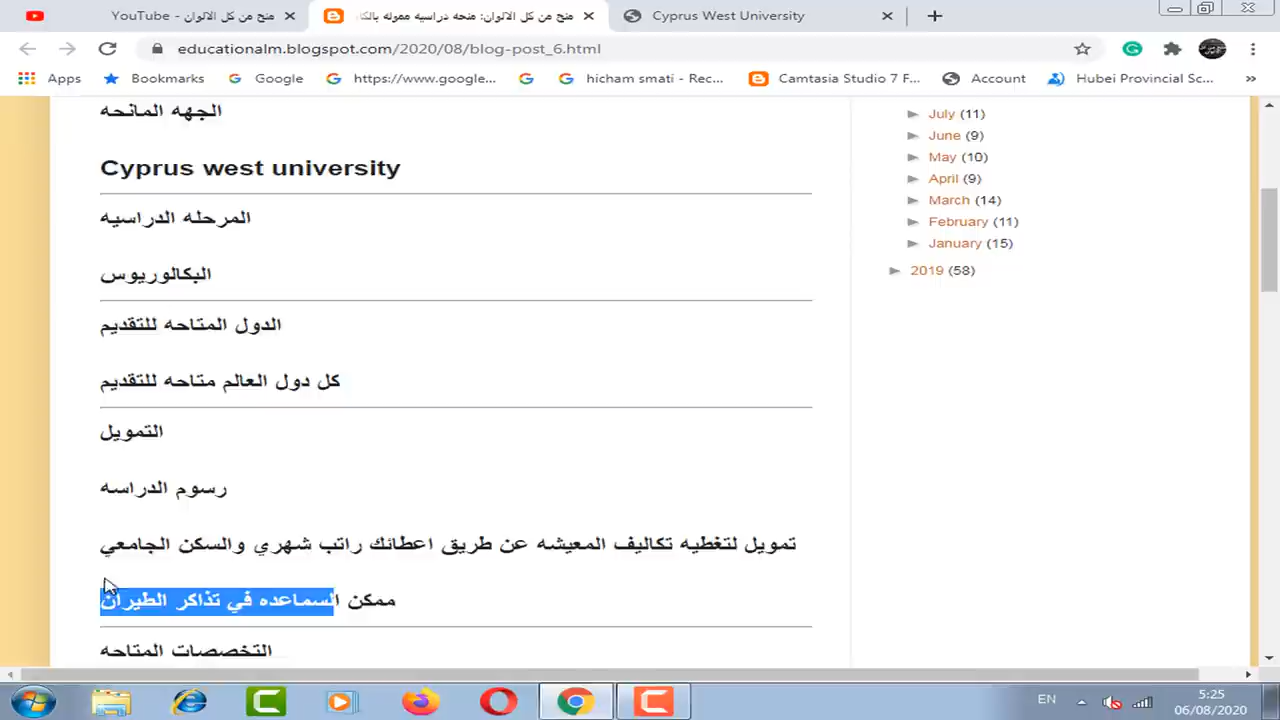 YouTube - منح من كل الالوان
منح من كل الالوان: منحه دراسيه مموله بالكا
Cyprus West University
educationalm.blogspot.com/2020/08/blog-post_6.html
Apps
Bookmarks
Google
https://www.google...
hicham smati - Rec...
Camtasia Studio 7 F...
Account
Hubei Provincial Sc...
»
الجهه المانحه
Cyprus west university
المرحله الدراسيه
البكالوريوس
الدول المتاحه للتقديم
كل دول العالم متاحه للتقديم
التمويل
رسوم الدراسه
تمويل لتغطيه تكاليف المعيشه عن طريق اعطائك راتب شهري والسكن الجامعي
ممكن السماعده في تذاكر الطيران
التخصصات المتاحه
► July (11)
► June (9)
► May (10)
► April (9)
► March (14)
► February (11)
► January (15)
► 2019 (58)
EN
5:25
06/08/2020